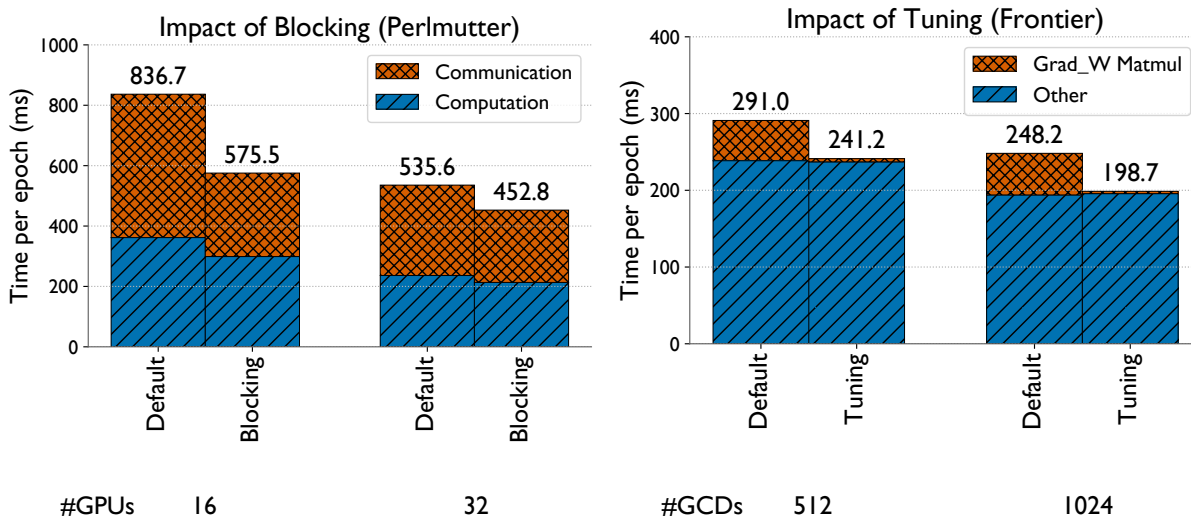 Impact of Blocking (Perlmutter)
Time per epoch (ms)
1000
800
600
400
200
0
Communication
Computation
836.7
575.5
535.6
452.8
Default
Blocking
Default
Blocking
#GPUs 16 32
Impact of Tuning (Frontier)
Time per epoch (ms)
400
300
200
100
0
Grad_W Matmul
Other
291.0
241.2
248.2
198.7
Default
Tuning
Default
Tuning
#GCDs 512 1024